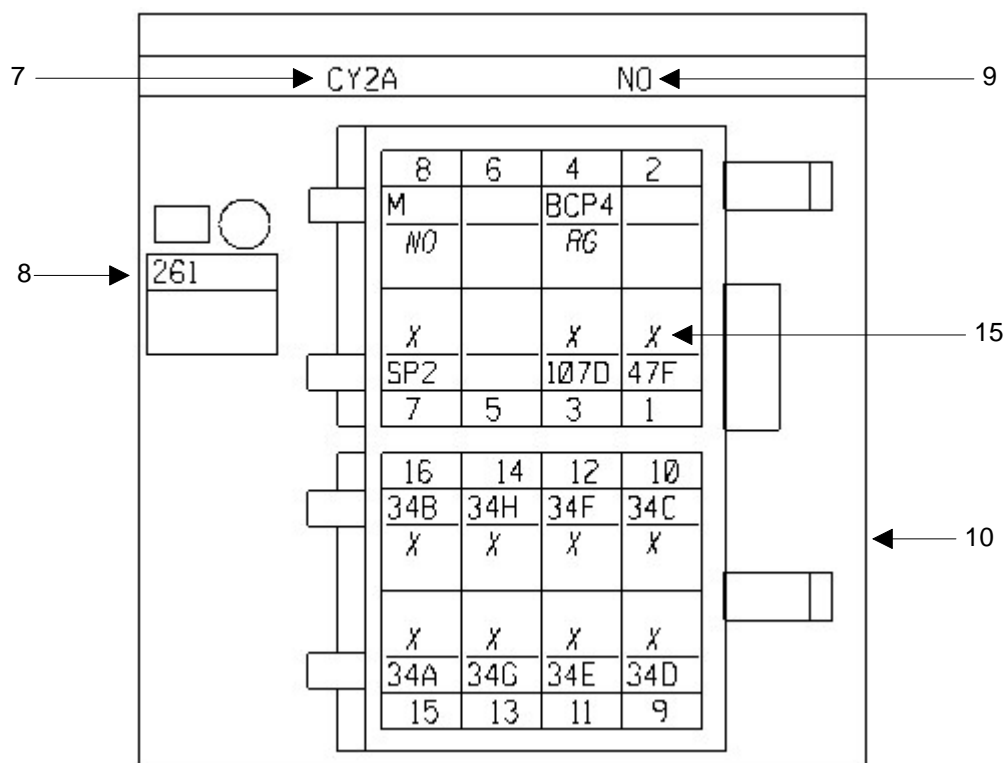 7 CY2A NO 9
8 6 4 2
M BCP4
NO RG
8 261
X X X 15
SP2 107D 47F
7 5 3 1
16 14 12 10
34B 34H 34F 34C
X X X X
10
X X X X
34A 34G 34E 34D
15 13 11 9